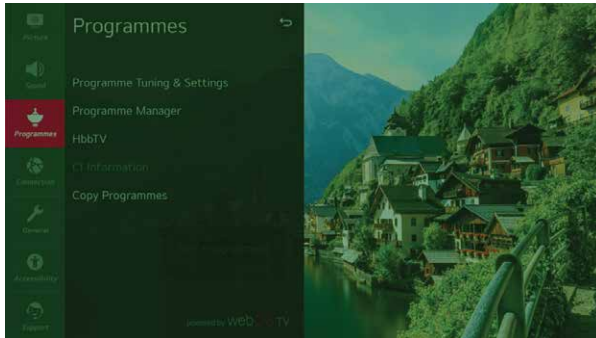 Picture
Programmes
Sound
Programme Tuning & Settings
Programme Manager
Programmes
HbbTV
CI Information
Connection
Copy Programmes
General
Accessibility
Support
powered by webOS TV